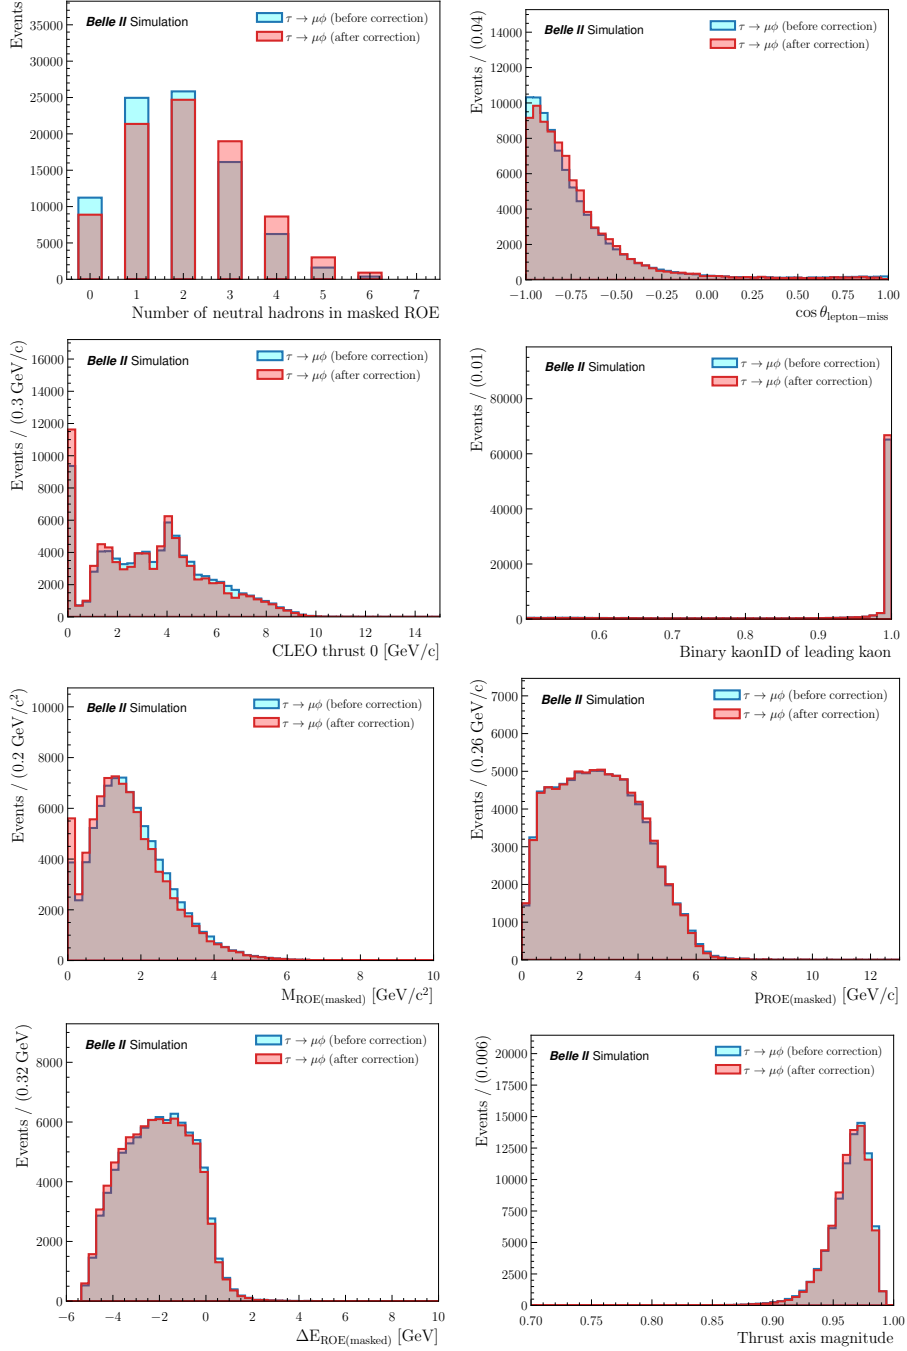 Events
Belle II Simulation
τ → μφ (before correction)
τ → μφ (after correction)
35000
30000
25000
20000
15000
10000
5000
0
0 1 2 3 4 5 6 7
Number of neutral hadrons in masked ROE
Events / (0.04)
Belle II Simulation
τ → μφ (before correction)
τ → μφ (after correction)
14000
12000
10000
8000
6000
4000
2000
0
−1.00 −0.75 −0.50 −0.25 0.00 0.25 0.50 0.75 1.00
cos θlepton−miss
Events / (0.3 GeV/c)
Belle II Simulation
τ → μφ (before correction)
τ → μφ (after correction)
16000
14000
12000
10000
8000
6000
4000
2000
0
0 2 4 6 8 10 12 14
CLEO thrust 0 [GeV/c]
Events / (0.01)
Belle II Simulation
τ → μφ (before correction)
τ → μφ (after correction)
80000
60000
40000
20000
0
0.6 0.7 0.8 0.9 1.0
Binary kaonID of leading kaon
Events / (0.2 GeV/c²)
Belle II Simulation
τ → μφ (before correction)
τ → μφ (after correction)
10000
8000
6000
4000
2000
0
0 2 4 6 8 10
MROE(masked) [GeV/c²]
Events / (0.26 GeV/c)
Belle II Simulation
τ → μφ (before correction)
τ → μφ (after correction)
7000
6000
5000
4000
3000
2000
1000
0
0 2 4 6 8 10 12
pROE(masked) [GeV/c]
Events / (0.32 GeV)
Belle II Simulation
τ → μφ (before correction)
τ → μφ (after correction)
8000
6000
4000
2000
0
−6 −4 −2 0 2 4 6 8 10
ΔEROE(masked) [GeV]
Events / (0.006)
Belle II Simulation
τ → μφ (before correction)
τ → μφ (after correction)
20000
17500
15000
12500
10000
7500
5000
2500
0
0.70 0.75 0.80 0.85 0.90 0.95 1.00
Thrust axis magnitude